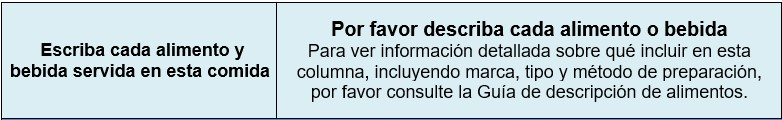 Escriba cada alimento y
bebida servida en esta comida
Por favor describa cada alimento o bebida
Para ver información detallada sobre qué incluir en esta
columna, incluyendo marca, tipo y método de preparación,
por favor consulte la Guía de descripción de alimentos.